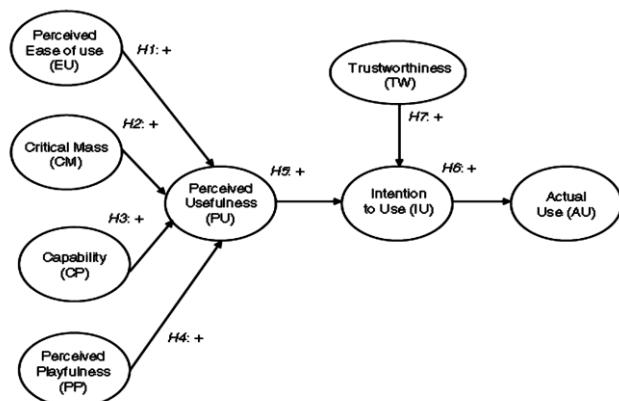 Perceived
Ease of use
(EU)
H1: +
Trustworthiness
(TW)
H2: +
H7: +
Critical Mass
(CM)
H5: +
H6: +
Perceived
Usefulness
(PU)
Intention
to Use (IU)
Actual
Use (AU)
H3: +
Capability
(CP)
H4: +
Perceived
Playfulness
(PP)